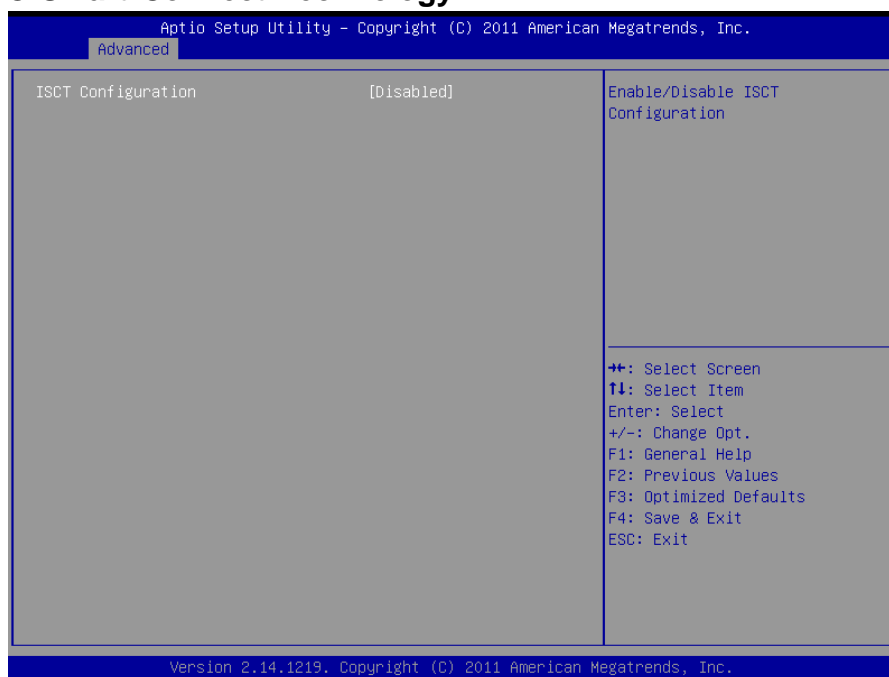 Aptio Setup Utility – Copyright (C) 2011 American Megatrends, Inc.
Advanced
ISCT Configuration [Disabled]
Enable/Disable ISCT
Configuration
→←: Select Screen
↑↓: Select Item
Enter: Select
+/-: Change Opt.
F1: General Help
F2: Previous Values
F3: Optimized Defaults
F4: Save & Exit
ESC: Exit
Version 2.14.1219. Copyright (C) 2011 American Megatrends, Inc.